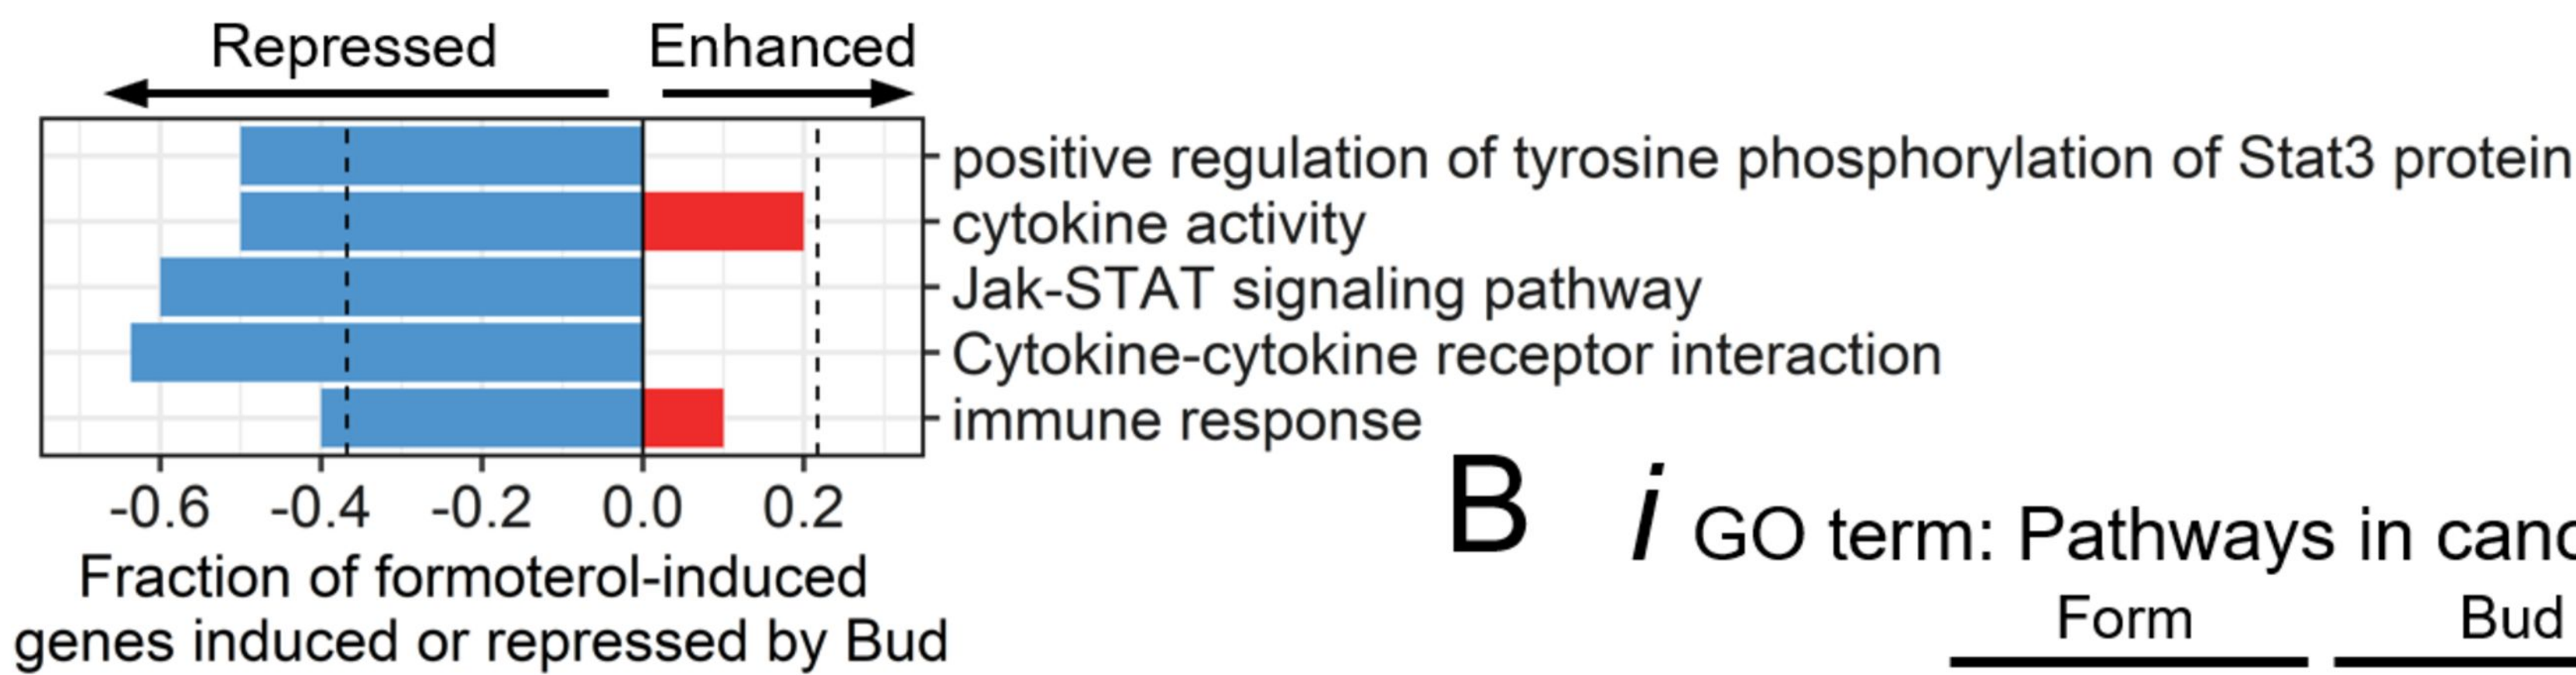 Repressed Enhanced
positive regulation of tyrosine phosphorylation of Stat3 protein
cytokine activity
Jak-STAT signaling pathway
Cytokine-cytokine receptor interaction
immune response
-0.6 -0.4 -0.2 0.0 0.2
Fraction of formoterol-induced
genes induced or repressed by Bud
B i GO term: Pathways in
Form Bud